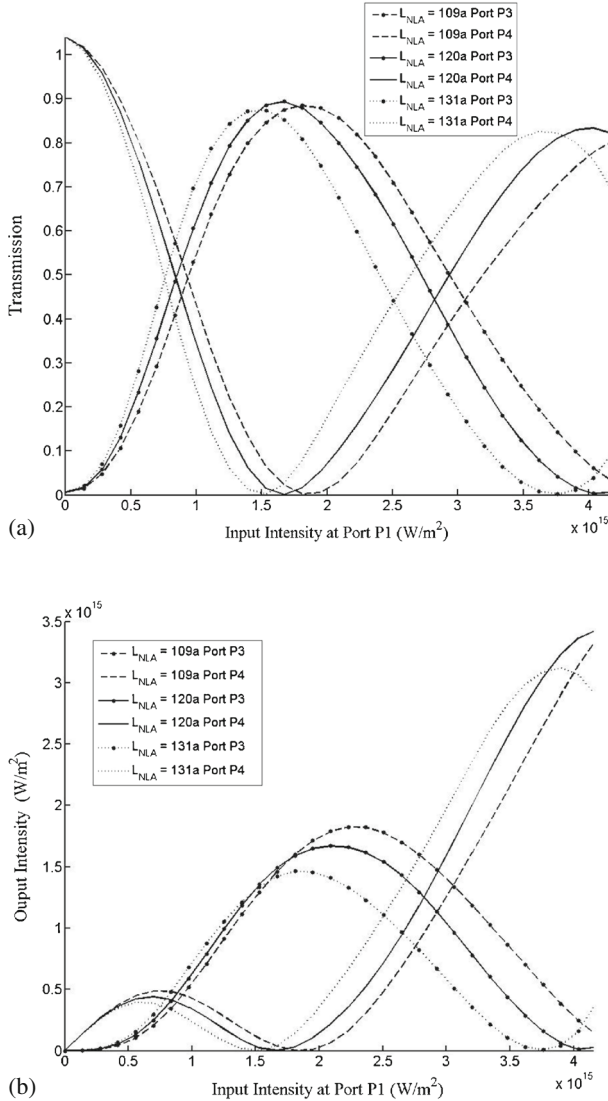 L_NLA = 109a Port P3
L_NLA = 109a Port P4
L_NLA = 120a Port P3
L_NLA = 120a Port P4
L_NLA = 131a Port P3
L_NLA = 131a Port P4
1
0.9
0.8
0.7
0.6
0.5
0.4
0.3
0.2
0.1
0
Transmission
0 0.5 1 1.5 2 2.5 3 3.5 4
x 10^15
(a)
Input Intensity at Port P1 (W/m²)
x 10^15
3.5
3
2.5
2
1.5
1
0.5
0
L_NLA = 109a Port P3
L_NLA = 109a Port P4
L_NLA = 120a Port P3
L_NLA = 120a Port P4
L_NLA = 131a Port P3
L_NLA = 131a Port P4
Ouput Intensity (W/m²)
0 0.5 1 1.5 2 2.5 3 3.5 4
x 10^15
(b)
Input Intensity at Port P1 (W/m²)